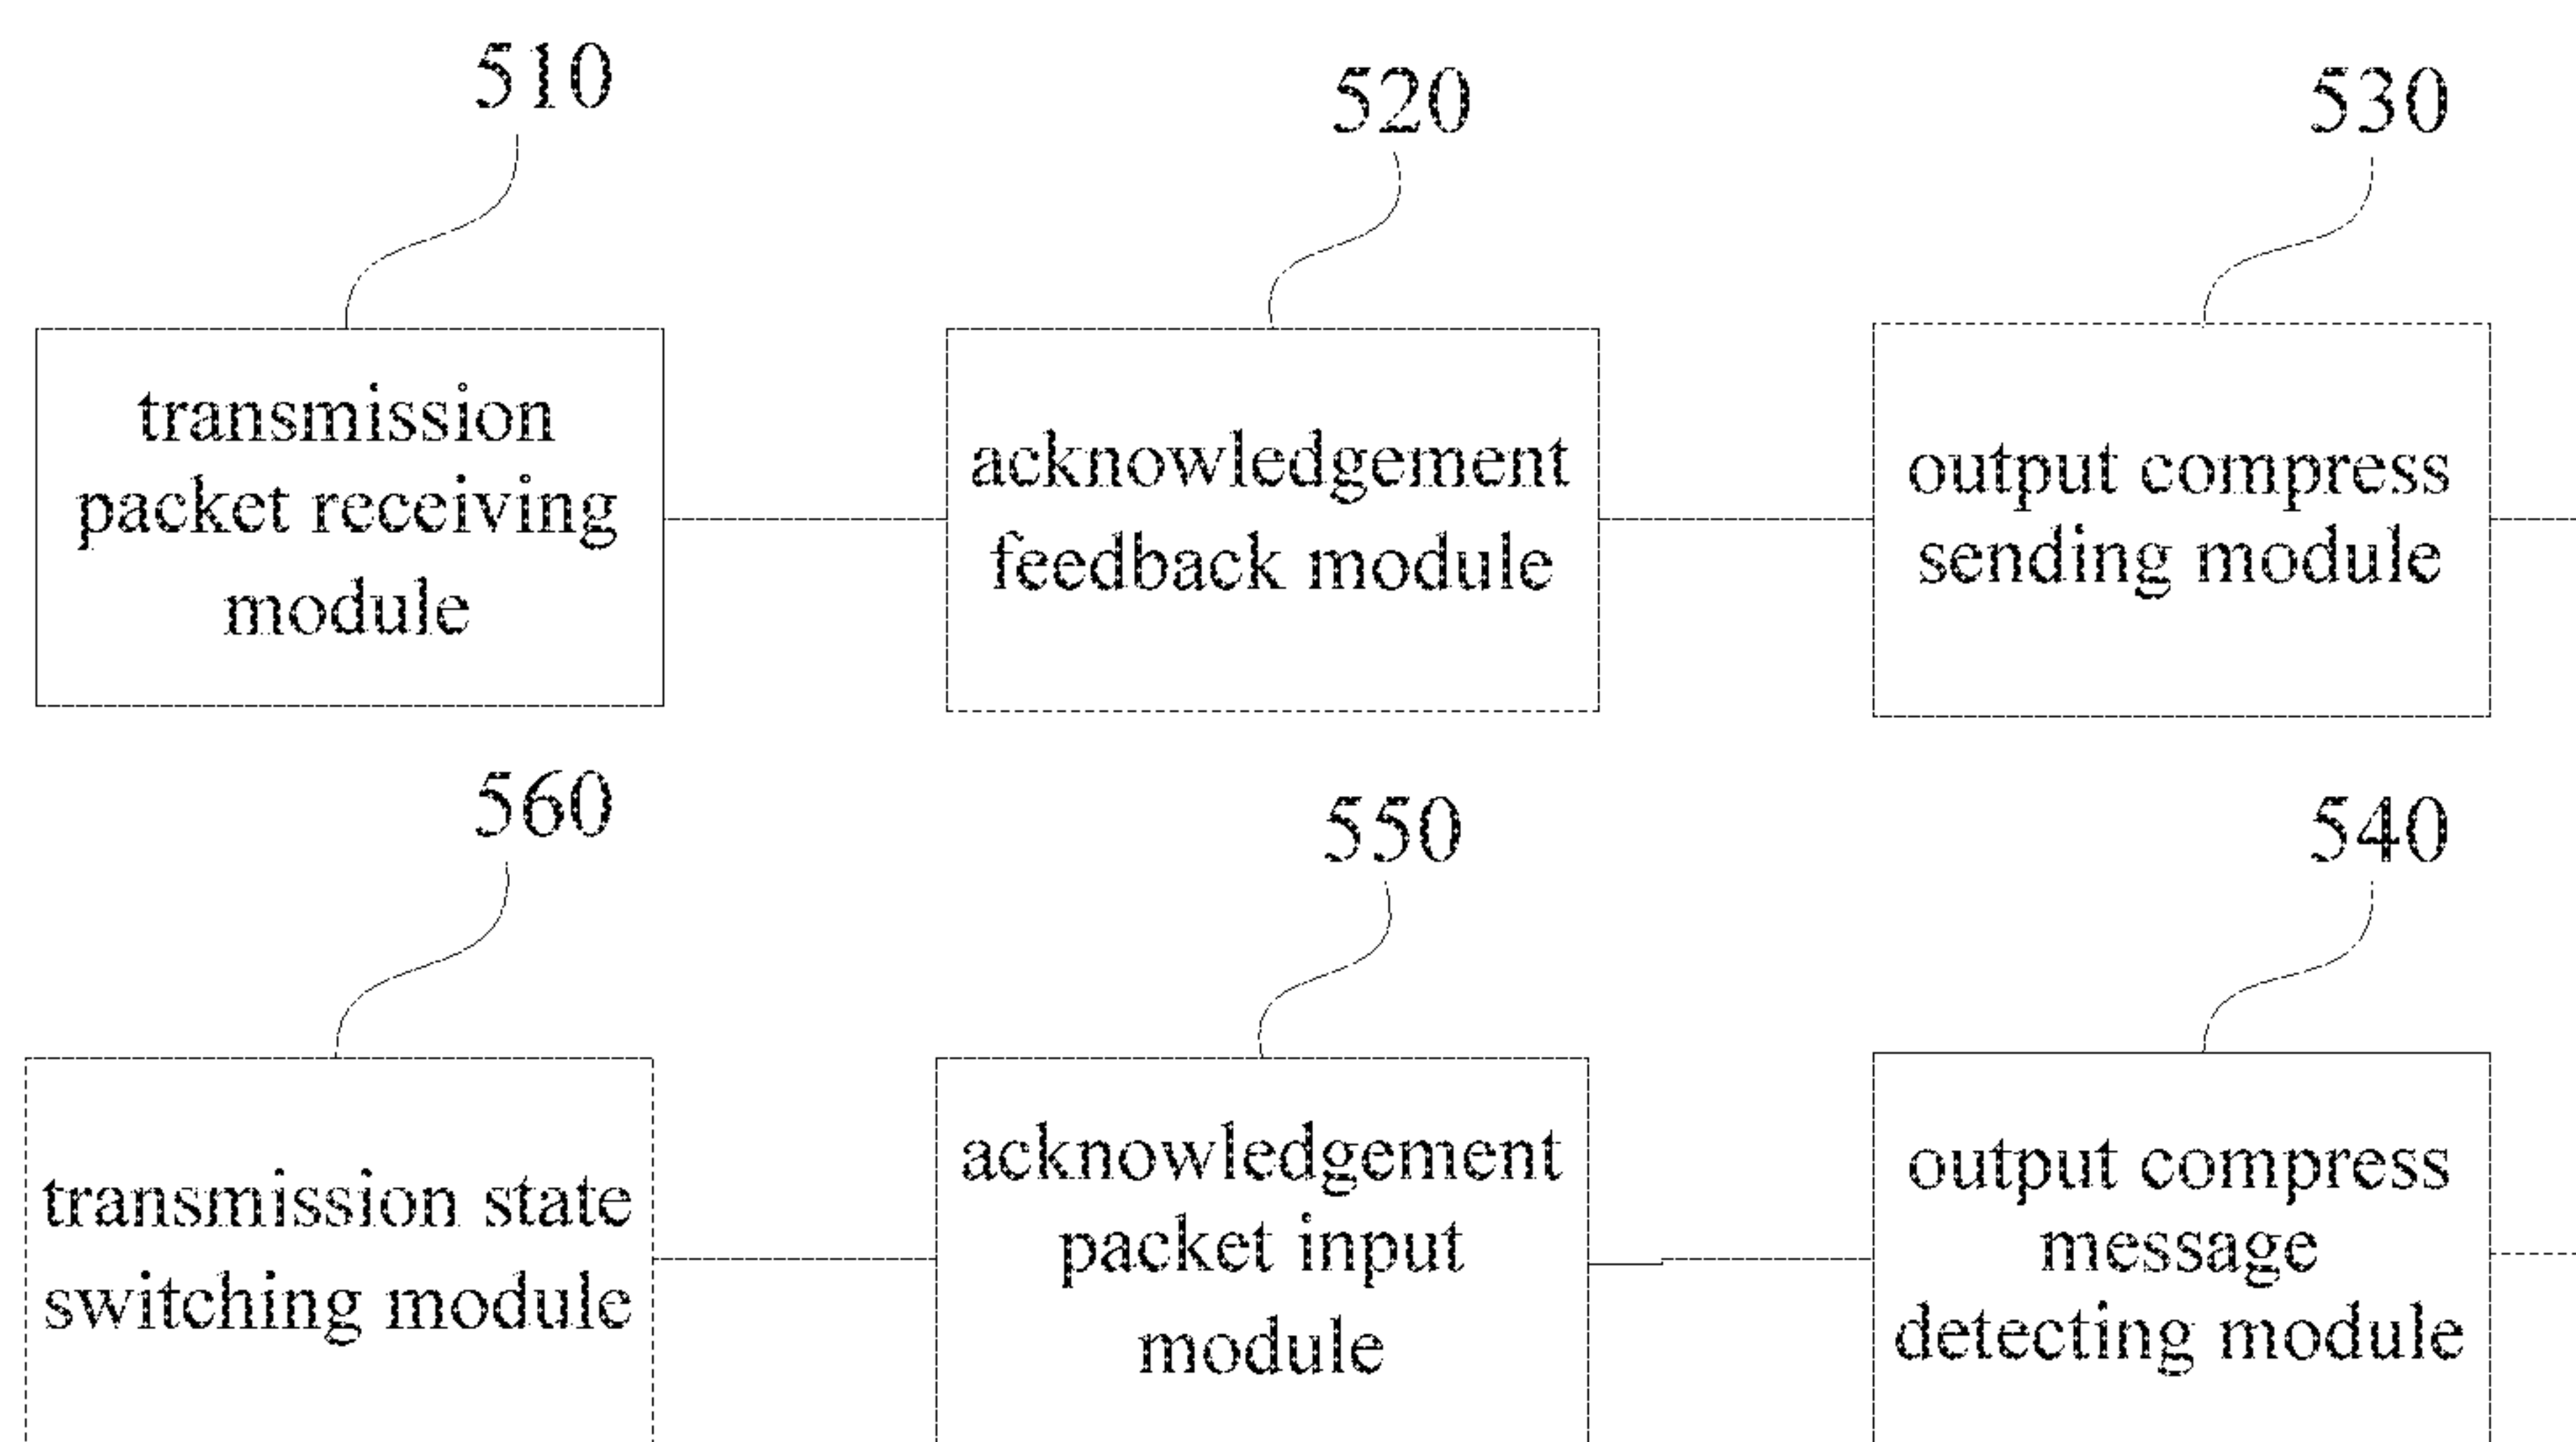 510
520
530
transmission
packet receiving
module
acknowledgement
feedback module
output compress
sending module
560
550
540
transmission state
switching module
acknowledgement
packet input
module
output compress
message
detecting module